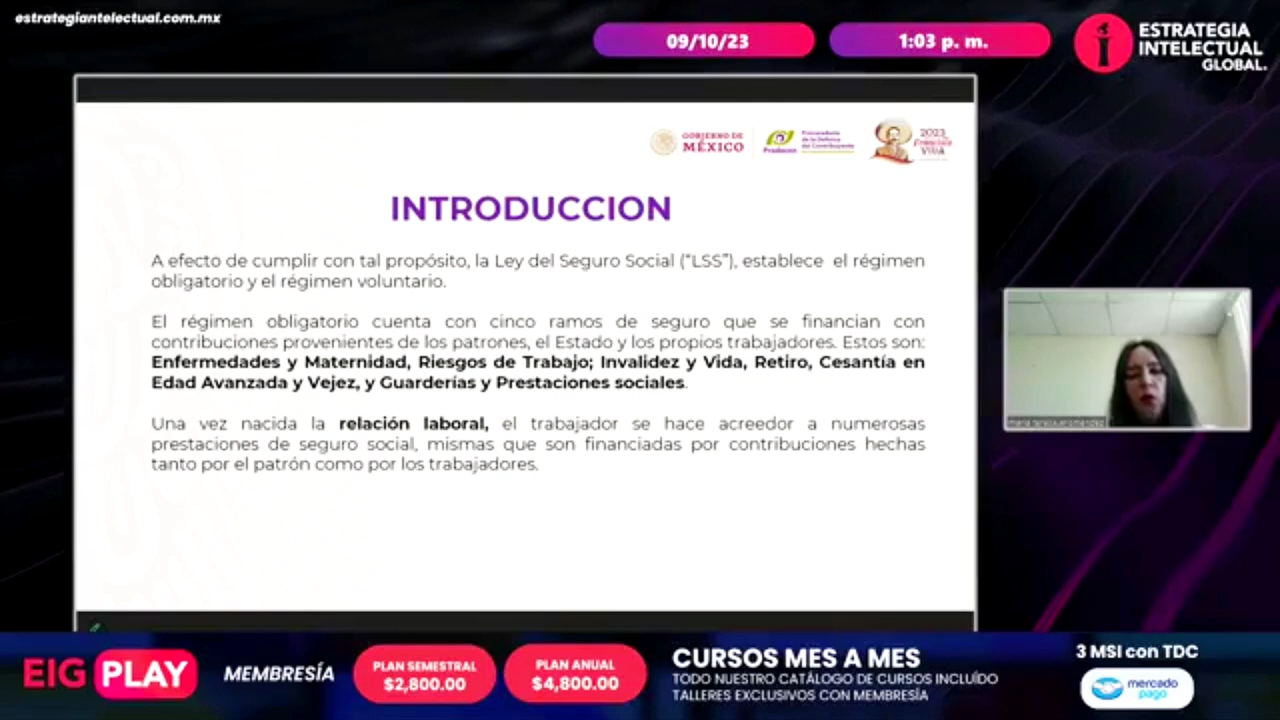 estrategiantelectual.com.mx
09/10/23
1:03 p. m.
ESTRATEGIA
INTELECTUAL
GLOBAL.
GOBIERNO DE
MÉXICO
Prodecon
Procuraduría
de la Defensa
del Contribuyente
2023
Francisco
VILLA
INTRODUCCION
A efecto de cumplir con tal propósito, la Ley del Seguro Social (“LSS”), establece el régimen
obligatorio y el régimen voluntario.
El régimen obligatorio cuenta con cinco ramos de seguro que se financian con
contribuciones provenientes de los patrones, el Estado y los propios trabajadores. Estos son:
Enfermedades y Maternidad, Riesgos de Trabajo; Invalidez y Vida, Retiro, Cesantía en
Edad Avanzada y Vejez, y Guarderías y Prestaciones sociales.
Una vez nacida la relación laboral, el trabajador se hace acreedor a numerosas
prestaciones de seguro social, mismas que son financiadas por contribuciones hechas
tanto por el patrón como por los trabajadores.
EIG PLAY
MEMBRESÍA
PLAN SEMESTRAL
$2,800.00
PLAN ANUAL
$4,800.00
CURSOS MES A MES
TODO NUESTRO CATÁLOGO DE CURSOS INCLUÍDO
TALLERES EXCLUSIVOS CON MEMBRESÍA
3 MSI con TDC
mercado
pago